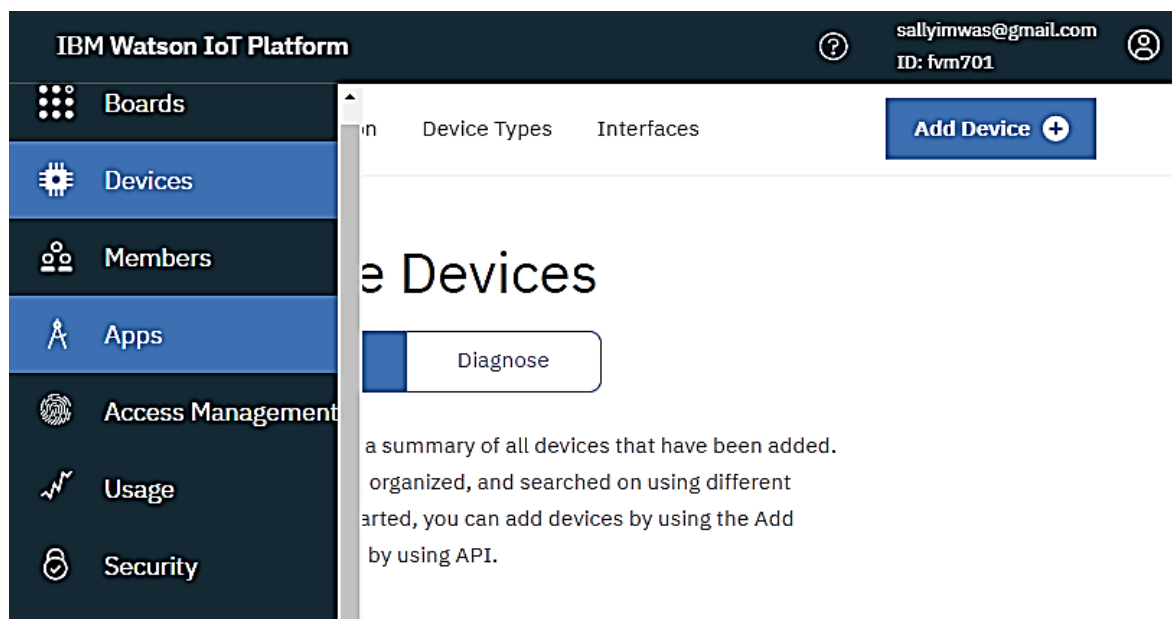 IBM Watson IoT Platform
sallyimwas@gmail.com
ID: fvm701
Boards
Devices
Members
Apps
Access Management
Usage
Security
Device Types
Interfaces
Add Device
Devices
Diagnose
a summary of all devices that have been added.
organized, and searched on using different
, you can add devices by using the Add
by using API.